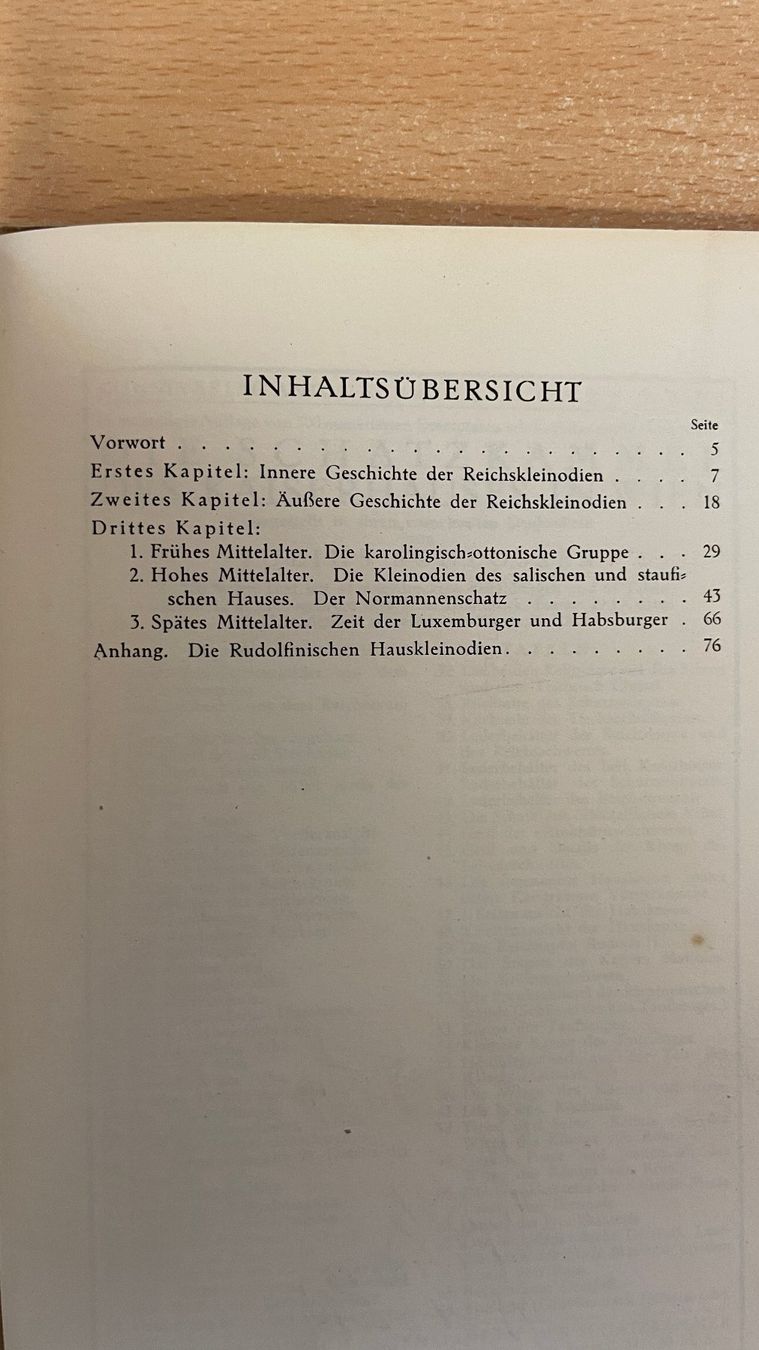 INHALTSÜBERSICHT
Seite
Vorwort . . . . . . . . . . . . . . . . . . . . . . 5
Erstes Kapitel: Innere Geschichte der Reichskleinodien . . . . 7
Zweites Kapitel: Äußere Geschichte der Reichskleinodien . . . 18
Drittes Kapitel:
1. Frühes Mittelalter. Die karolingisch⸗ottonische Gruppe . . . 29
2. Hohes Mittelalter. Die Kleinodien des salischen und staufi⸗
schen Hauses. Der Normannenschatz . . . . . . . . 43
3. Spätes Mittelalter. Zeit der Luxemburger und Habsburger . 66
Anhang. Die Rudolfinischen Hauskleinodien. . . . . . . . . 76